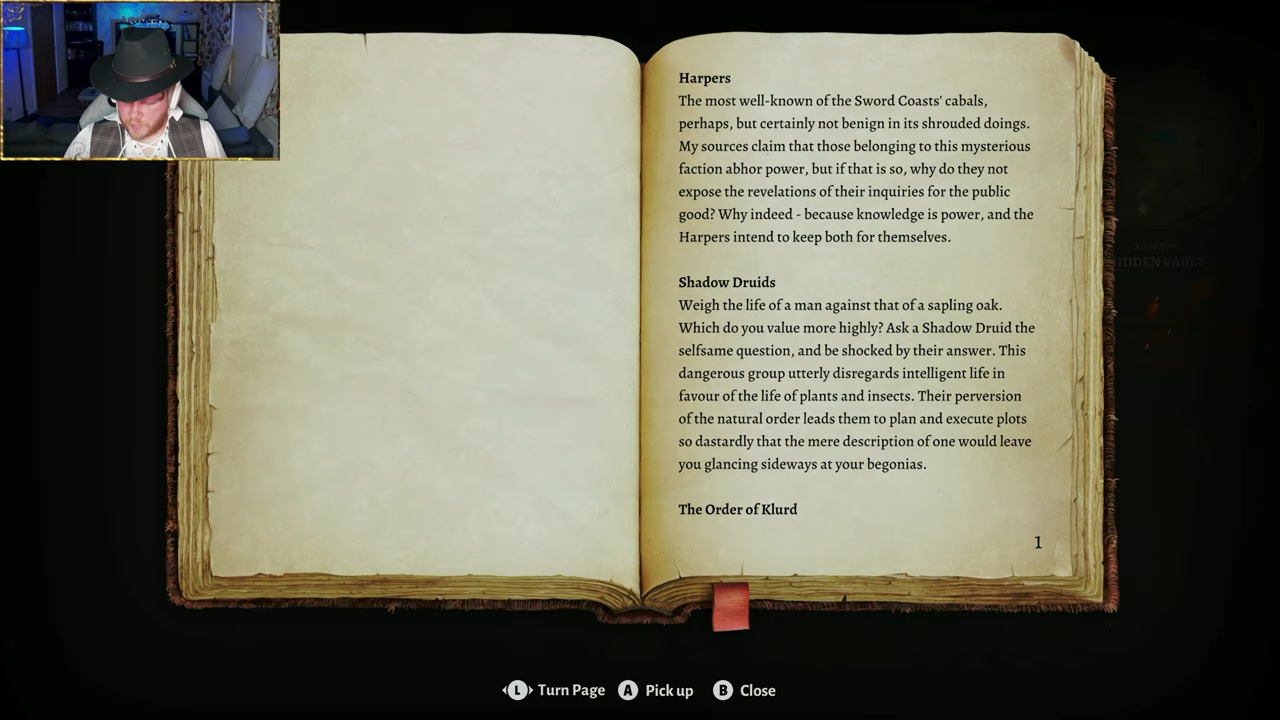 Harpers
The most well-known of the Sword Coasts' cabals,
perhaps, but certainly not benign in its shrouded doings.
My sources claim that those belonging to this mysterious
faction abhor power, but if that is so, why do they not
expose the revelations of their inquiries for the public
good? Why indeed - because knowledge is power, and the
Harpers intend to keep both for themselves.
Shadow Druids
Weigh the life of a man against that of a sapling oak.
Which do you value more highly? Ask a Shadow Druid the
selfsame question, and be shocked by their answer. This
dangerous group utterly disregards intelligent life in
favour of the life of plants and insects. Their perversion
of the natural order leads them to plan and execute plots
so dastardly that the mere description of one would leave
you glancing sideways at your begonias.
The Order of Klurd
1
VAULT
L Turn Page A Pick up B Close